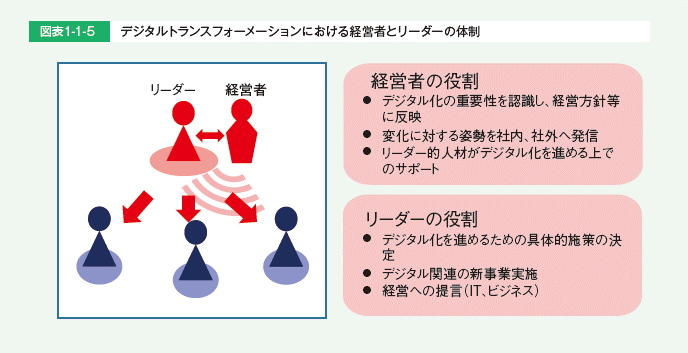 図表1-1-5 デジタルトランスフォーメーションにおける経営者とリーダーの体制
リーダー 経営者
経営者の役割
● デジタル化の重要性を認識し、経営方針等
に反映
● 変化に対する姿勢を社内、社外へ発信
● リーダー的人材がデジタル化を進める上で
のサポート
リーダーの役割
● デジタル化を進めるための具体的施策の決
定
● デジタル関連の新事業実施
● 経営への提言(IT、ビジネス)